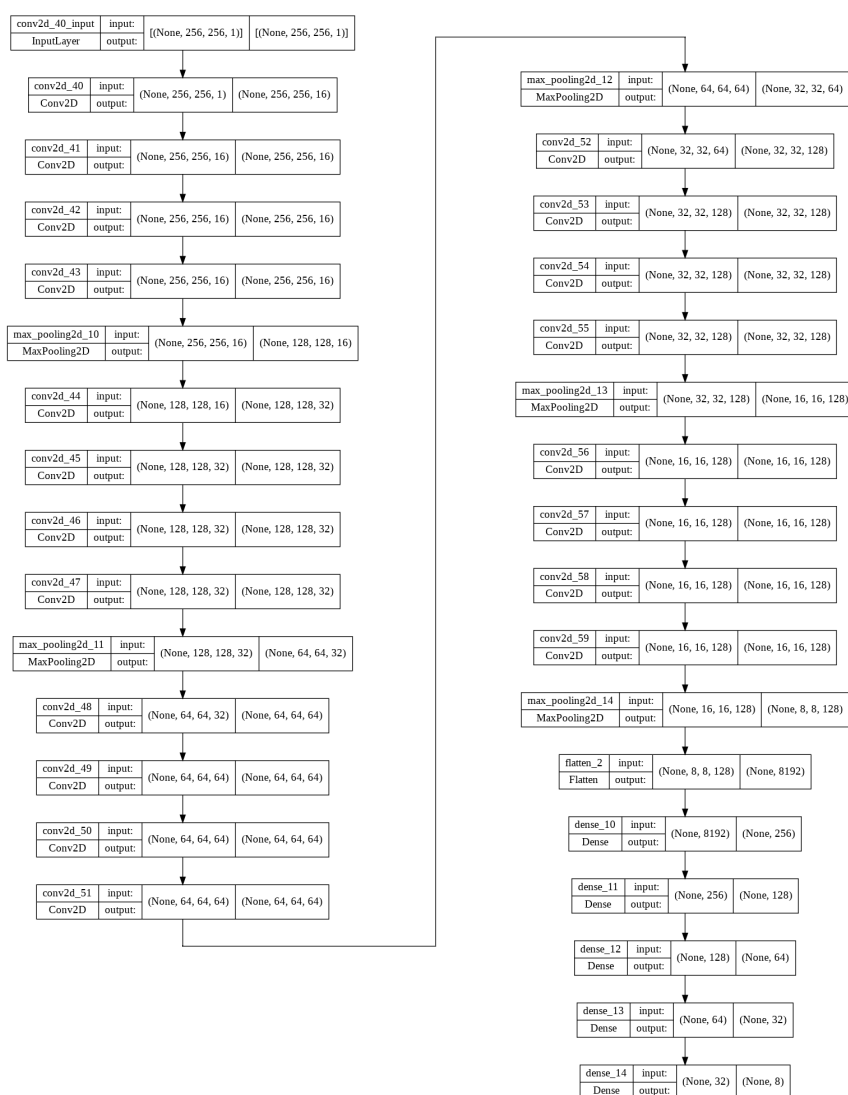 conv2d_40_input input: [(None, 256, 256, 1)] [(None, 256, 256, 1)]
InputLayer output:
conv2d_40 input: (None, 256, 256, 1) (None, 256, 256, 16)
Conv2D output:
conv2d_41 input: (None, 256, 256, 16) (None, 256, 256, 16)
Conv2D output:
conv2d_42 input: (None, 256, 256, 16) (None, 256, 256, 16)
Conv2D output:
conv2d_43 input: (None, 256, 256, 16) (None, 256, 256, 16)
Conv2D output:
max_pooling2d_10 input: (None, 256, 256, 16) (None, 128, 128, 16)
MaxPooling2D output:
conv2d_44 input: (None, 128, 128, 16) (None, 128, 128, 32)
Conv2D output:
conv2d_45 input: (None, 128, 128, 32) (None, 128, 128, 32)
Conv2D output:
conv2d_46 input: (None, 128, 128, 32) (None, 128, 128, 32)
Conv2D output:
conv2d_47 input: (None, 128, 128, 32) (None, 128, 128, 32)
Conv2D output:
max_pooling2d_11 input: (None, 128, 128, 32) (None, 64, 64, 32)
MaxPooling2D output:
conv2d_48 input: (None, 64, 64, 32) (None, 64, 64, 64)
Conv2D output:
conv2d_49 input: (None, 64, 64, 64) (None, 64, 64, 64)
Conv2D output:
conv2d_50 input: (None, 64, 64, 64) (None, 64, 64, 64)
Conv2D output:
conv2d_51 input: (None, 64, 64, 64) (None, 64, 64, 64)
Conv2D output:
max_pooling2d_12 input: (None, 64, 64, 64) (None, 32, 32, 64)
MaxPooling2D output:
conv2d_52 input: (None, 32, 32, 64) (None, 32, 32, 128)
Conv2D output:
conv2d_53 input: (None, 32, 32, 128) (None, 32, 32, 128)
Conv2D output:
conv2d_54 input: (None, 32, 32, 128) (None, 32, 32, 128)
Conv2D output:
conv2d_55 input: (None, 32, 32, 128) (None, 32, 32, 128)
Conv2D output:
max_pooling2d_13 input: (None, 32, 32, 128) (None, 16, 16, 128)
MaxPooling2D output:
conv2d_56 input: (None, 16, 16, 128) (None, 16, 16, 128)
Conv2D output:
conv2d_57 input: (None, 16, 16, 128) (None, 16, 16, 128)
Conv2D output:
conv2d_58 input: (None, 16, 16, 128) (None, 16, 16, 128)
Conv2D output:
conv2d_59 input: (None, 16, 16, 128) (None, 16, 16, 128)
Conv2D output:
max_pooling2d_14 input: (None, 16, 16, 128) (None, 8, 8, 128)
MaxPooling2D output:
flatten_2 input: (None, 8, 8, 128) (None, 8192)
Flatten output:
dense_10 input: (None, 8192) (None, 256)
Dense output:
dense_11 input: (None, 256) (None, 128)
Dense output:
dense_12 input: (None, 128) (None, 64)
Dense output:
dense_13 input: (None, 64) (None, 32)
Dense output:
dense_14 input: (None, 32) (None, 8)
Dense output: